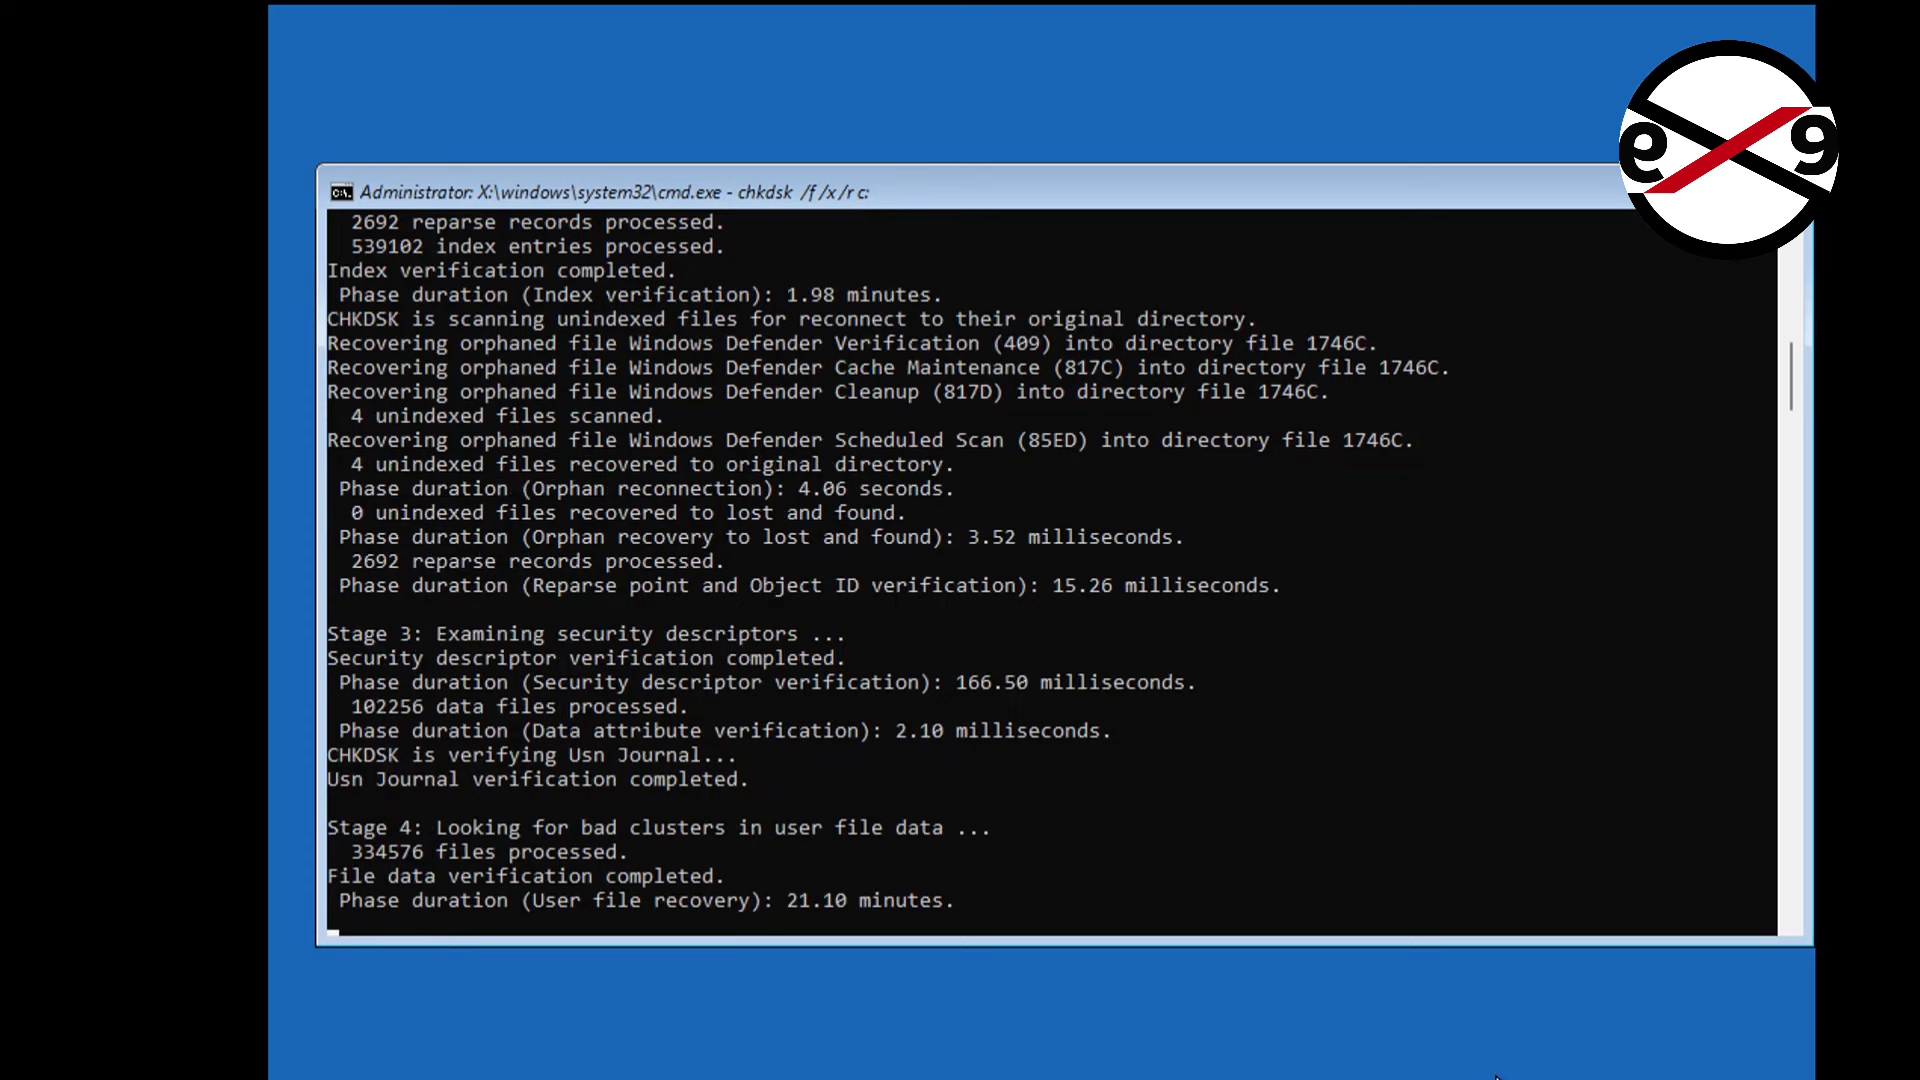 e 9
Administrator: X:\windows\system32\cmd.exe - chkdsk /f /x /r c:
2692 reparse records processed.
539102 index entries processed.
Index verification completed.
Phase duration (Index verification): 1.98 minutes.
CHKDSK is scanning unindexed files for reconnect to their original directory.
Recovering orphaned file Windows Defender Verification (409) into directory file 1746C.
Recovering orphaned file Windows Defender Cache Maintenance (817C) into directory file 1746C.
Recovering orphaned file Windows Defender Cleanup (817D) into directory file 1746C.
4 unindexed files scanned.
Recovering orphaned file Windows Defender Scheduled Scan (85ED) into directory file 1746C.
4 unindexed files recovered to original directory.
Phase duration (Orphan reconnection): 4.06 seconds.
0 unindexed files recovered to lost and found.
Phase duration (Orphan recovery to lost and found): 3.52 milliseconds.
2692 reparse records processed.
Phase duration (Reparse point and Object ID verification): 15.26 milliseconds.
Stage 3: Examining security descriptors ...
Security descriptor verification completed.
Phase duration (Security descriptor verification): 166.50 milliseconds.
102256 data files processed.
Phase duration (Data attribute verification): 2.10 milliseconds.
CHKDSK is verifying Usn Journal...
Usn Journal verification completed.
Stage 4: Looking for bad clusters in user file data ...
334576 files processed.
File data verification completed.
Phase duration (User file recovery): 21.10 minutes.